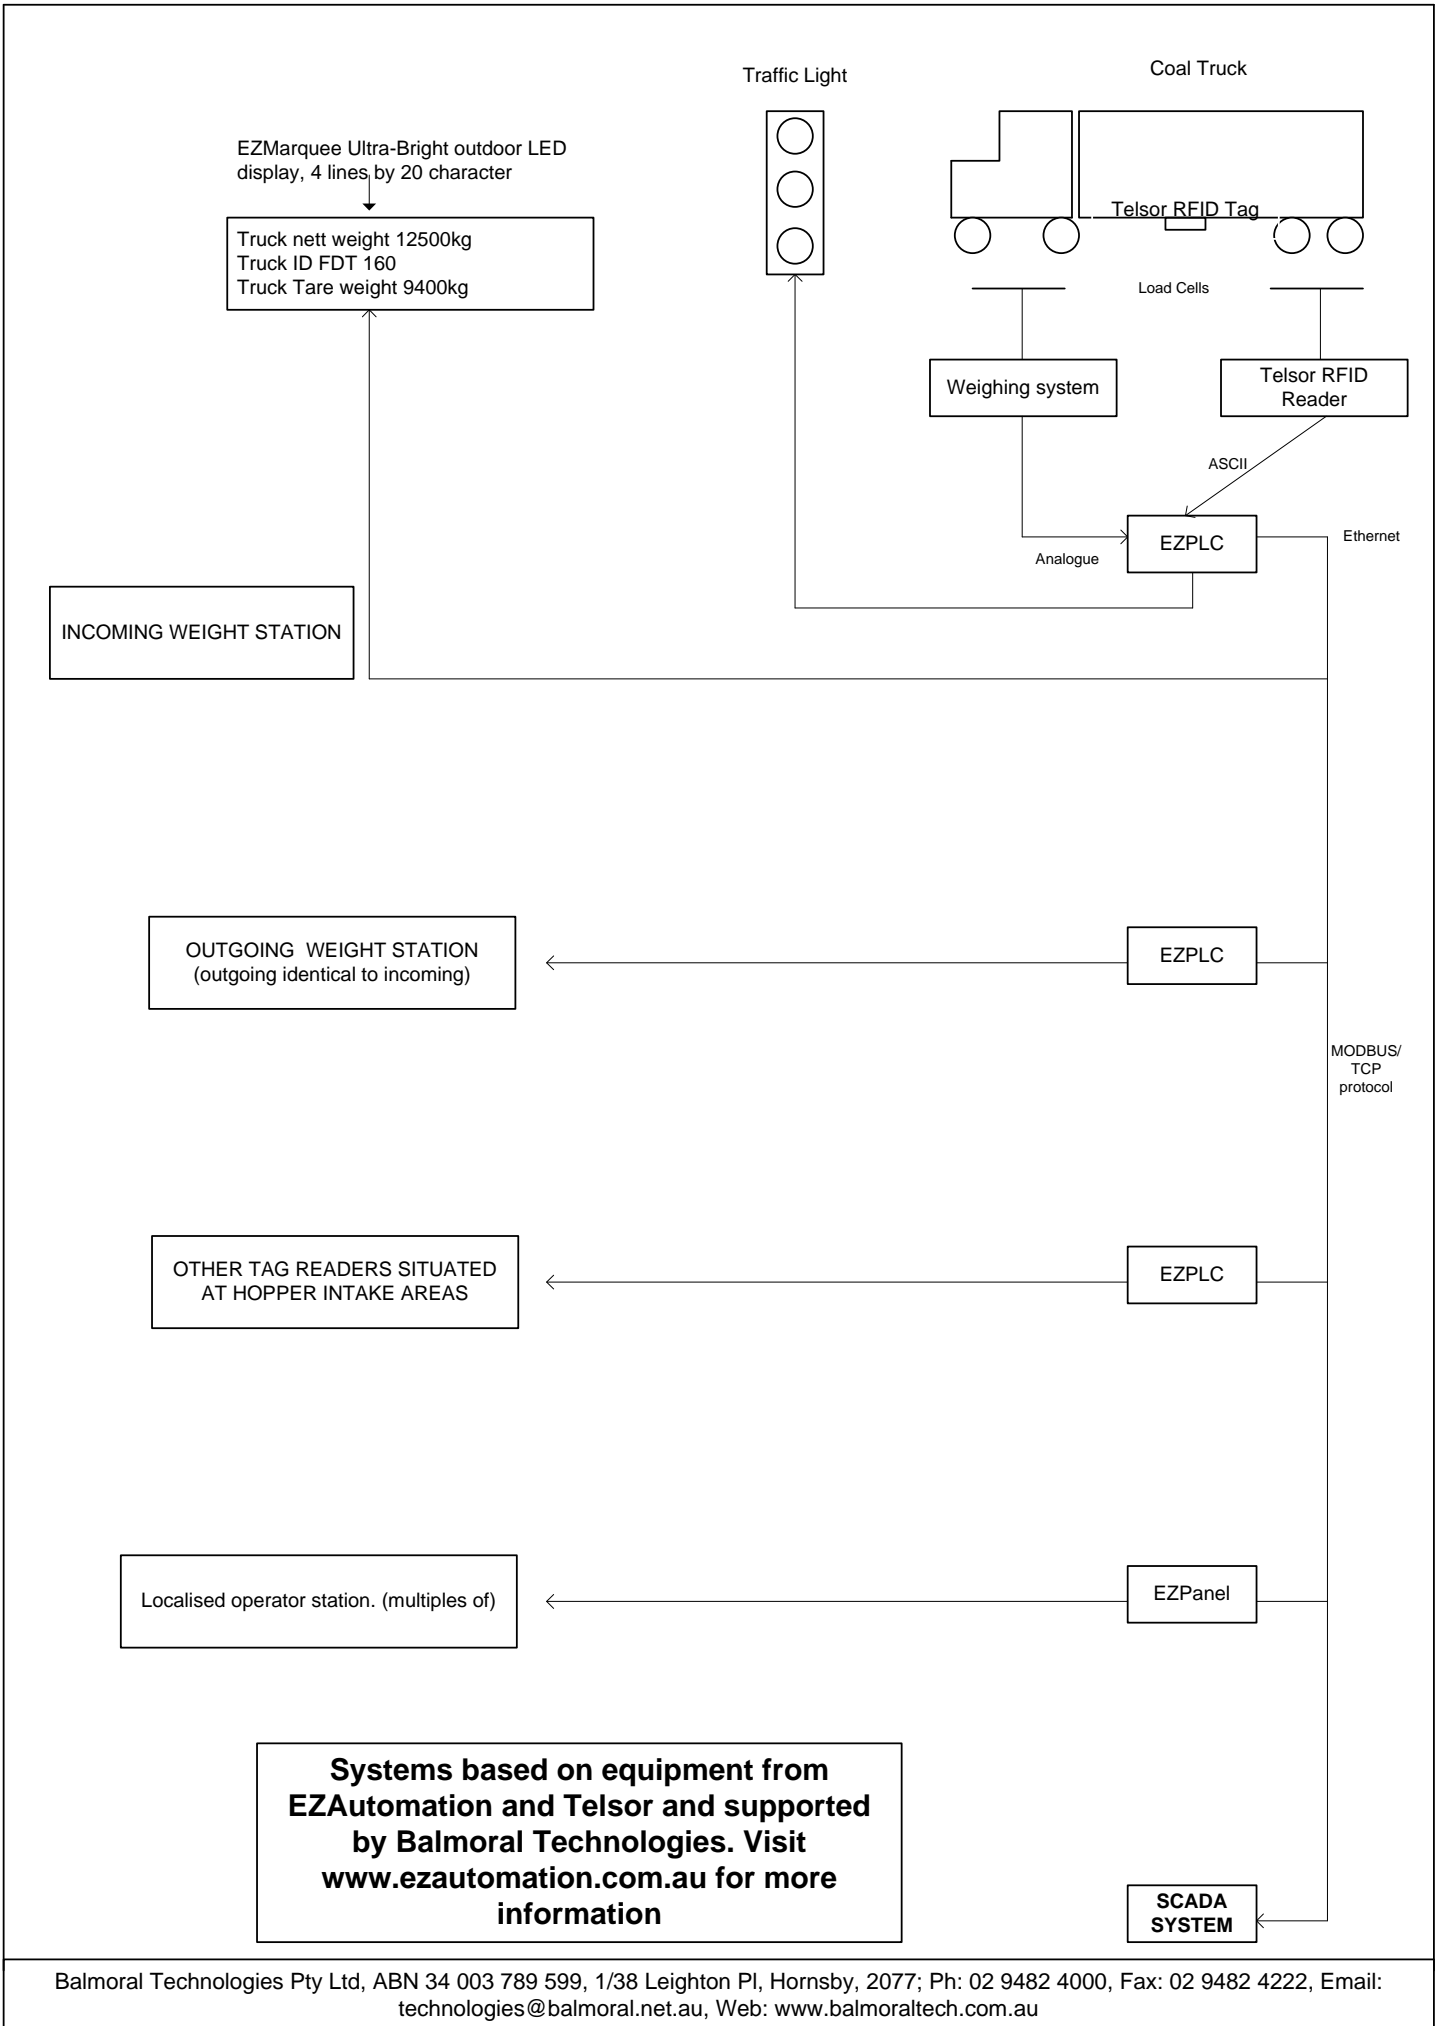 Traffic Light
Coal Truck
EZMarquee Ultra-Bright outdoor LED
display, 4 lines by 20 character
Truck nett weight 12500kg
Truck ID FDT 160
Truck Tare weight 9400kg
Telsor RFID Tag
Load Cells
Weighing system
Telsor RFID
Reader
ASCII
EZPLC
Ethernet
Analogue
INCOMING WEIGHT STATION
OUTGOING  WEIGHT STATION
(outgoing identical to incoming)
EZPLC
MODBUS/
TCP
protocol
OTHER TAG READERS SITUATED
AT HOPPER INTAKE AREAS
EZPLC
Localised operator station. (multiples of)
EZPanel
Systems based on equipment from
EZAutomation and Telsor and supported
by Balmoral Technologies. Visit
www.ezautomation.com.au for more
information
SCADA
SYSTEM
Balmoral Technologies Pty Ltd, ABN 34 003 789 599, 1/38 Leighton Pl, Hornsby, 2077; Ph: 02 9482 4000, Fax: 02 9482 4222, Email:
technologies@balmoral.net.au, Web: www.balmoraltech.com.au